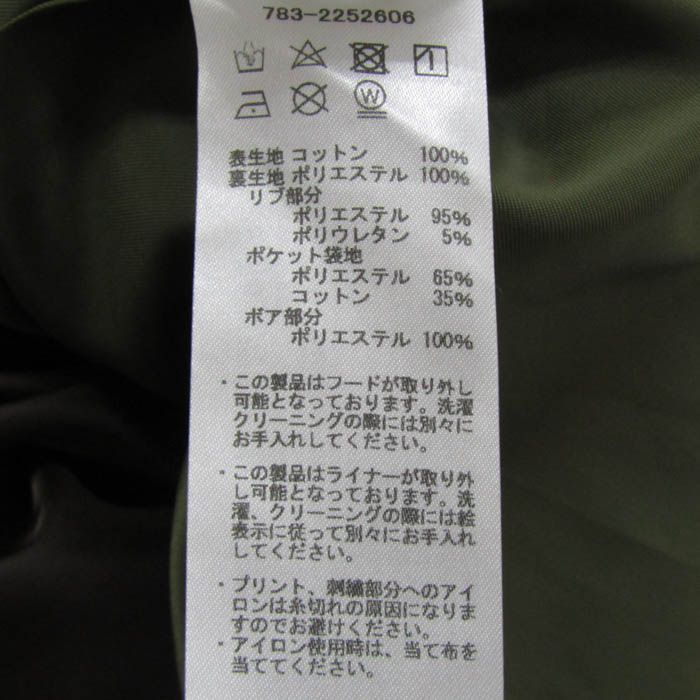 783-2252606
W
表生地 コットン 100%
裏生地 ポリエステル 100%
リブ部分
ポリエステル 95%
ポリウレタン 5%
ポケット袋地
ポリエステル 65%
コットン 35%
ボア部分
ポリエステル 100%
・この製品はフードが取り外し
可能となっております。洗濯
クリーニングの際には別々に
お手入れしてください。
・この製品はライナーが取り外
し可能となっております。洗
濯、クリーニングの際には絵
表示に従って別々にお手入れ
してください。
・プリント、刺繍部分へのアイ
ロンは糸切れの原因になりま
すのでお避けください。
・アイロン使用時は、当て布を
当ててください。